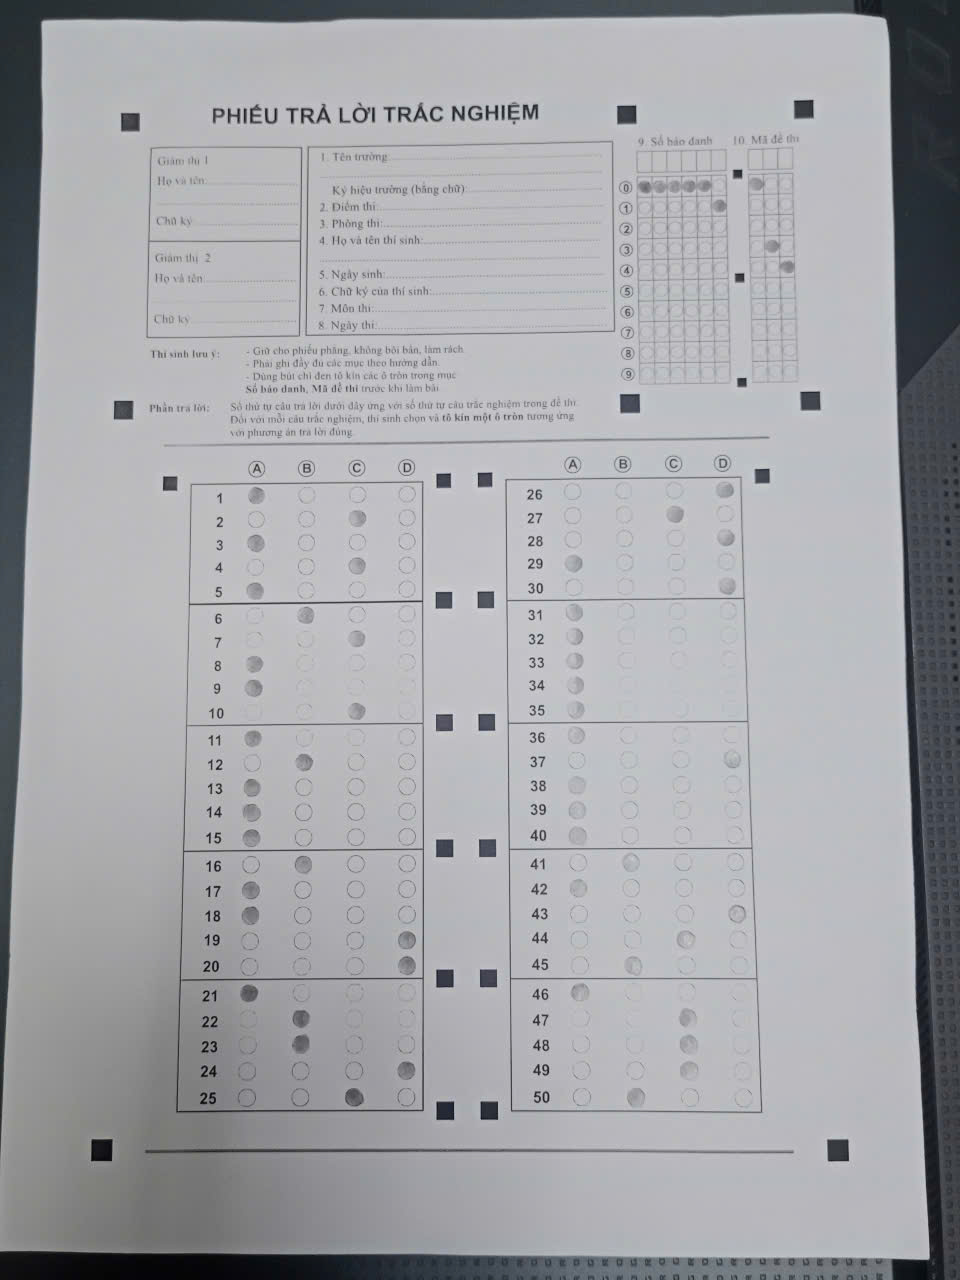 PHIẾU TRẢ LỜI TRẮC NGHIỆM
Giám thị 1
Họ và tên:
Chữ ký
Giám thị 2
Họ và tên
Chữ ký
1. Tên trường:
Ký hiệu trường (bằng chữ):
2. Điểm thi:
3. Phòng thi:
4. Họ và tên thí sinh:
5. Ngày sinh:
6. Chữ ký của thí sinh:
7. Môn thi:
8. Ngày thi:
9. Số báo danh
10. Mã đề thi
0
1
2
3
4
5
6
7
8
9
Thí sinh lưu ý:
- Giữ cho phiếu phẳng, không bôi bẩn, làm rách.
- Phải ghi đầy đủ các mục theo hướng dẫn
- Dùng bút chì đen tô kín các ô tròn trong mục
Số báo danh, Mã đề thi trước khi làm bài.
Phần trả lời: Số thứ tự câu trả lời dưới đây ứng với số thứ tự câu trắc nghiệm trong đề thi.
Đối với mỗi câu trắc nghiệm, thí sinh chọn và tô kín một ô tròn tương ứng
với phương án trả lời đúng.
A B C D
1
2
3
4
5
6
7
8
9
10
11
12
13
14
15
16
17
18
19
20
21
22
23
24
25
A B C D
26
27
28
29
30
31
32
33
34
35
36
37
38
39
40
41
42
43
44
45
46
47
48
49
50